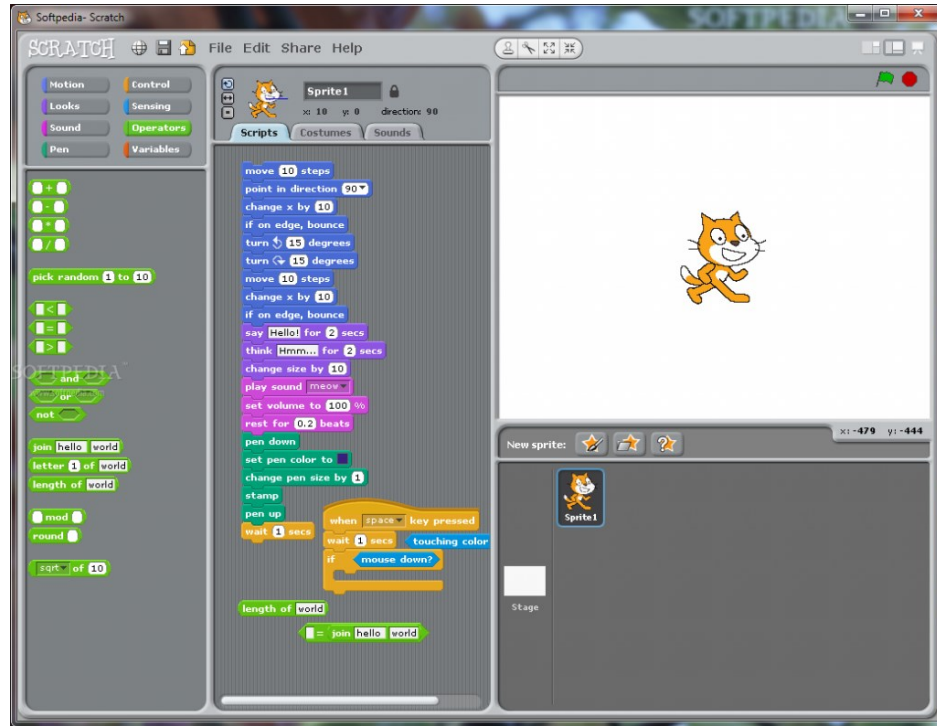 Softpedia- Scratch
SOFTPEDIA
SCRATCH File Edit Share Help
Motion Control
Looks Sensing
Sound Operators
Pen Variables
+
-
*
/
pick random 1 to 10
<
=
>
SOFTPEDIA
and
or
not
join hello world
letter 1 of world
length of world
mod
round
sqrt of 10
Sprite1
x: 10 y: 0 direction: 90
Scripts Costumes Sounds
move 10 steps
point in direction 90
change x by 10
if on edge, bounce
turn 15 degrees
turn 15 degrees
move 10 steps
change x by 10
if on edge, bounce
say Hello! for 2 secs
think Hmm... for 2 secs
change size by 10
play sound meow
set volume to 100 %
rest for 0.2 beats
pen down
set pen color to
change pen size by 1
stamp
pen up
wait 1 secs
when space key pressed
wait 1 secs touching color
if mouse down?
length of world
= join hello world
x: -479 y: -444
New sprite:
Sprite1
Stage